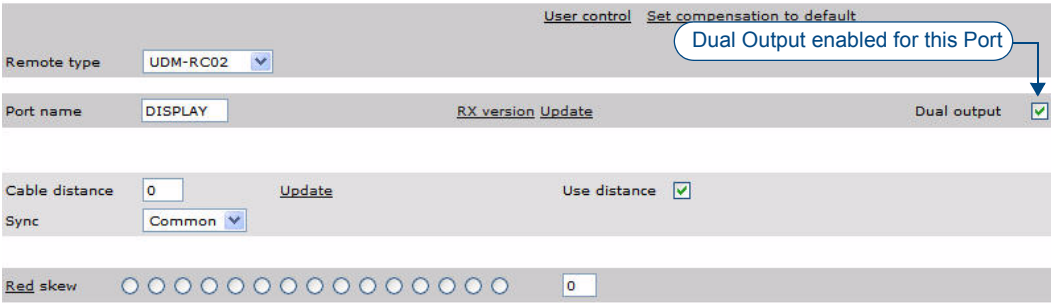 User control Set compensation to default
Dual Output enabled for this Port
Remote type UDM-RC02
Port name DISPLAY RX version Update Dual output
Cable distance 0 Update Use distance
Sync Common
Red skew 0